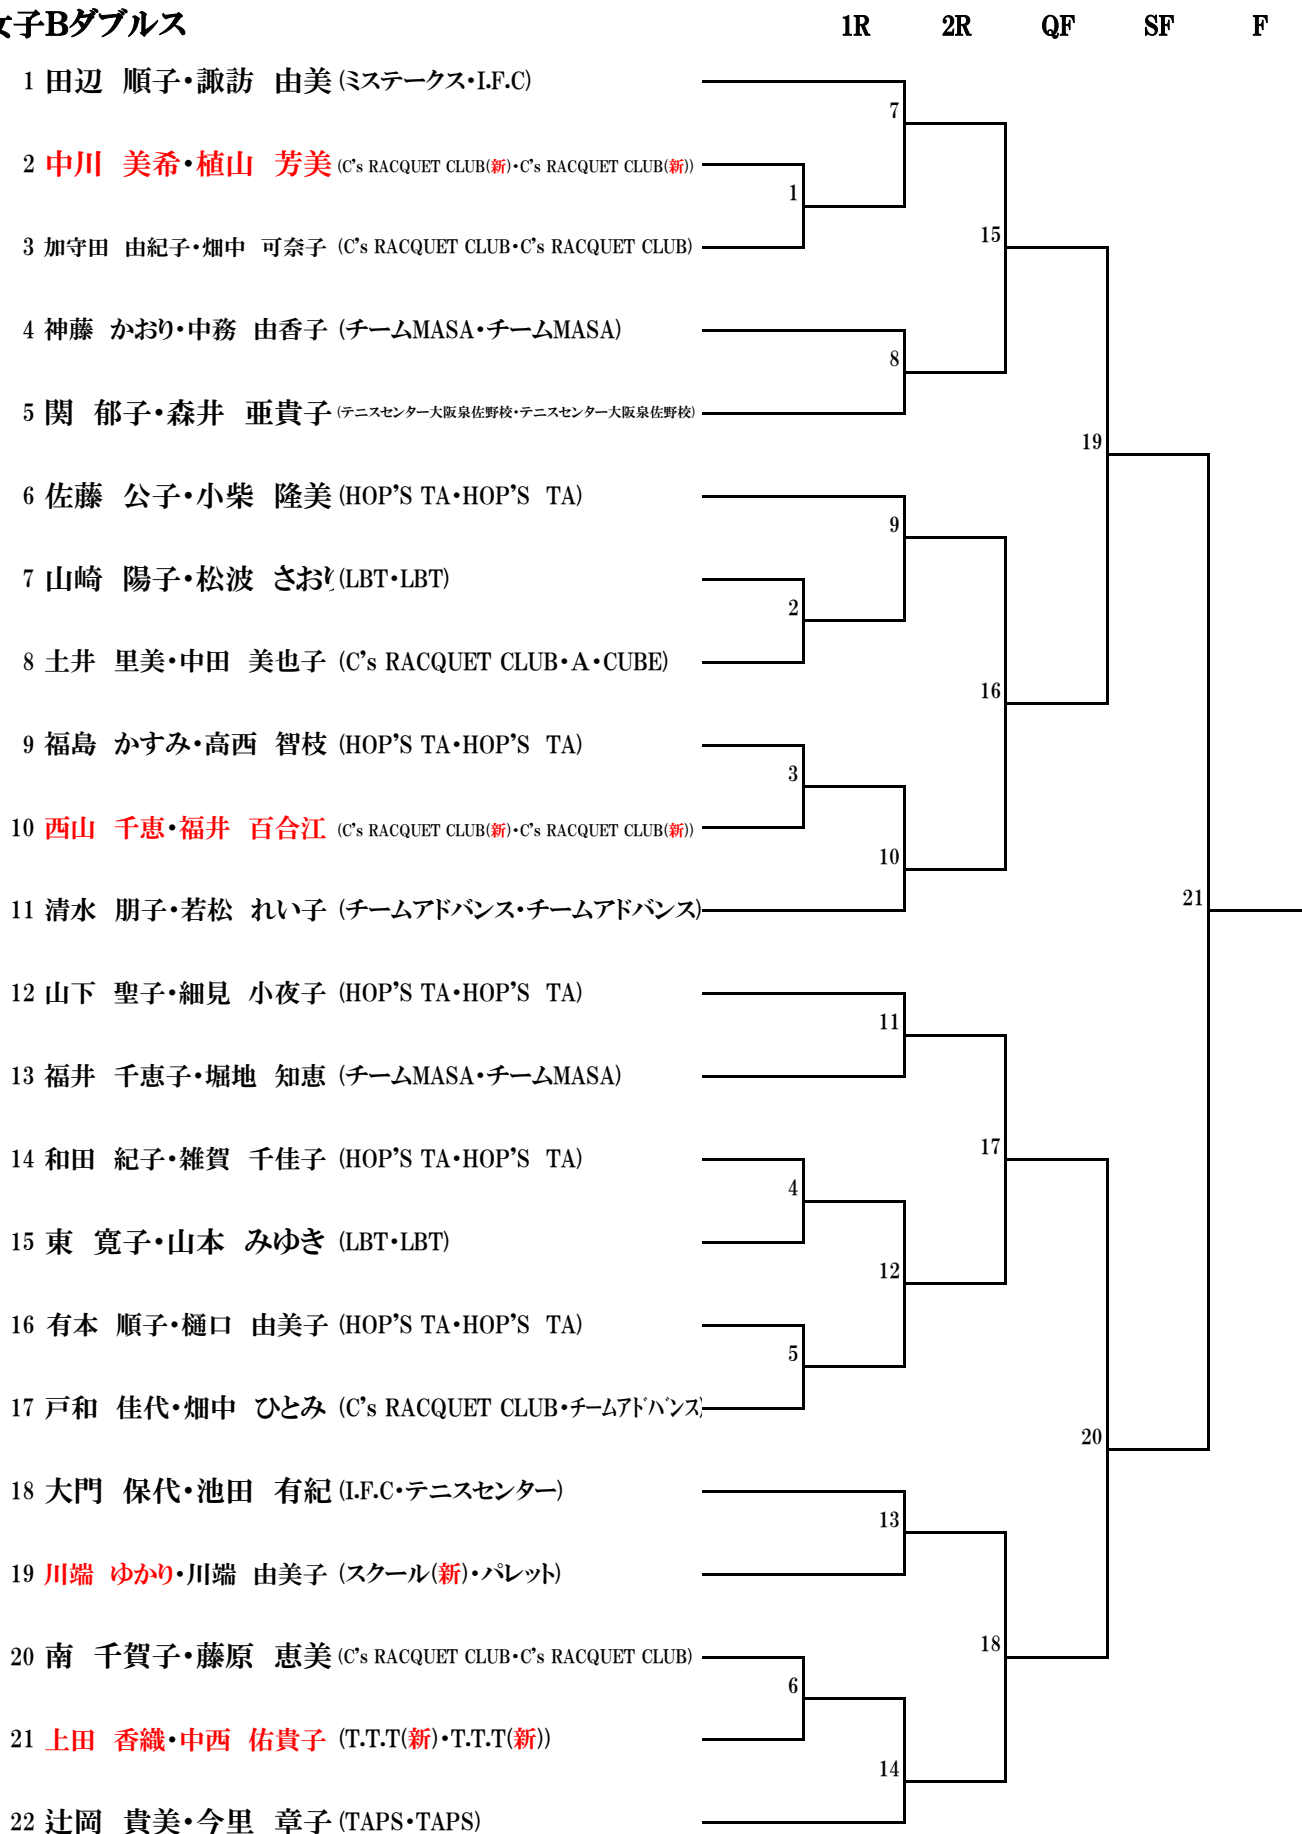 女子Bダブルス 1R 2R QF SF F
1 田辺 順子・諏訪 由美 (ミステークス・I.F.C)
7
2 中川 美希・植山 芳美 (C's RACQUET CLUB(新)・C's RACQUET CLUB(新))
1
3 加守田 由紀子・畑中 可奈子 (C's RACQUET CLUB・C's RACQUET CLUB)
15
4 神藤 かおり・中務 由香子 (チームMASA・チームMASA)
8
5 関 郁子・森井 亜貴子 (テニスセンター大阪泉佐野校・テニスセンター大阪泉佐野校)
19
6 佐藤 公子・小柴 隆美 (HOP'S TA・HOP'S TA)
9
7 山崎 陽子・松波 さおり (LBT・LBT)
2
8 土井 里美・中田 美也子 (C's RACQUET CLUB・A・CUBE)
16
9 福島 かすみ・高西 智枝 (HOP'S TA・HOP'S TA)
3
10 西山 千恵・福井 百合江 (C's RACQUET CLUB(新)・C's RACQUET CLUB(新))
10
11 清水 朋子・若松 れい子 (チームアドバンス・チームアドバンス)
21
12 山下 聖子・細見 小夜子 (HOP'S TA・HOP'S TA)
11
13 福井 千恵子・堀地 知恵 (チームMASA・チームMASA)
17
14 和田 紀子・雑賀 千佳子 (HOP'S TA・HOP'S TA)
4
15 東 寛子・山本 みゆき (LBT・LBT)
12
16 有本 順子・樋口 由美子 (HOP'S TA・HOP'S TA)
5
17 戸和 佳代・畑中 ひとみ (C's RACQUET CLUB・チームアドバンス)
20
18 大門 保代・池田 有紀 (I.F.C・テニスセンター)
13
19 川端 ゆかり・川端 由美子 (スクール(新)・パレット)
18
20 南 千賀子・藤原 恵美 (C's RACQUET CLUB・C's RACQUET CLUB)
6
21 上田 香織・中西 佑貴子 (T.T.T(新)・T.T.T(新))
14
22 辻岡 貴美・今里 章子 (TAPS・TAPS)